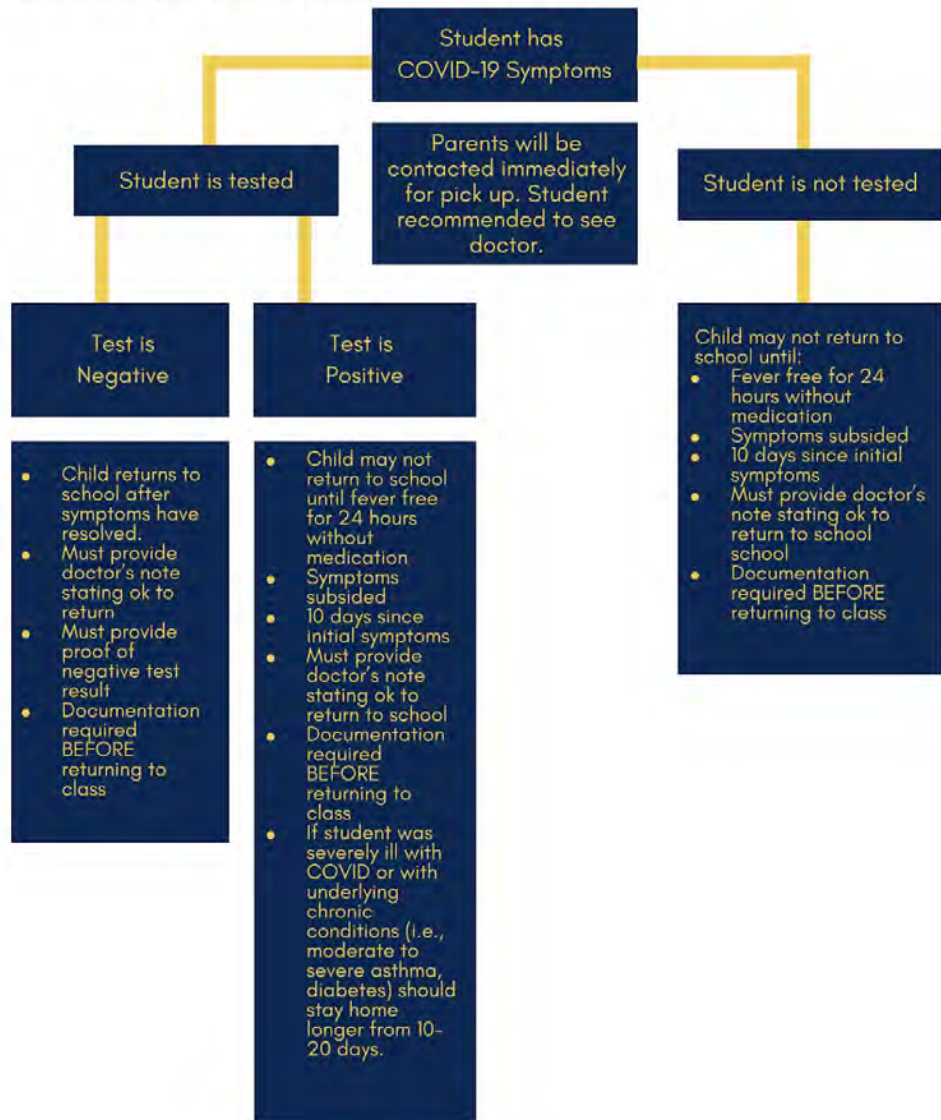 Student has
COVID-19 Symptoms
Parents will be
contacted immediately
for pick up. Student
recommended to see
doctor.
Student is tested
Student is not tested
Test is
Negative
Test is
Positive
• Child returns to
school after
symptoms have
resolved.
• Must provide
doctor's note
stating ok to
return
• Must provide
proof of
negative test
result
• Documentation
required
BEFORE
returning to
class
• Child may not
return to school
until fever free
for 24 hours
without
medication
• Symptoms
subsided
• 10 days since
initial symptoms
• Must provide
doctor's note
stating ok to
return to school
• Documentation
required
BEFORE
returning to
class
• If student was
severely ill with
COVID or with
underlying
chronic
conditions (i.e.,
moderate to
severe asthma,
diabetes) should
stay home
longer from 10-
20 days.
Child may not return to
school until:
• Fever free for 24
hours without
medication
• Symptoms subsided
• 10 days since initial
symptoms
• Must provide doctor's
note stating ok to
return to school
school
• Documentation
required BEFORE
returning to class